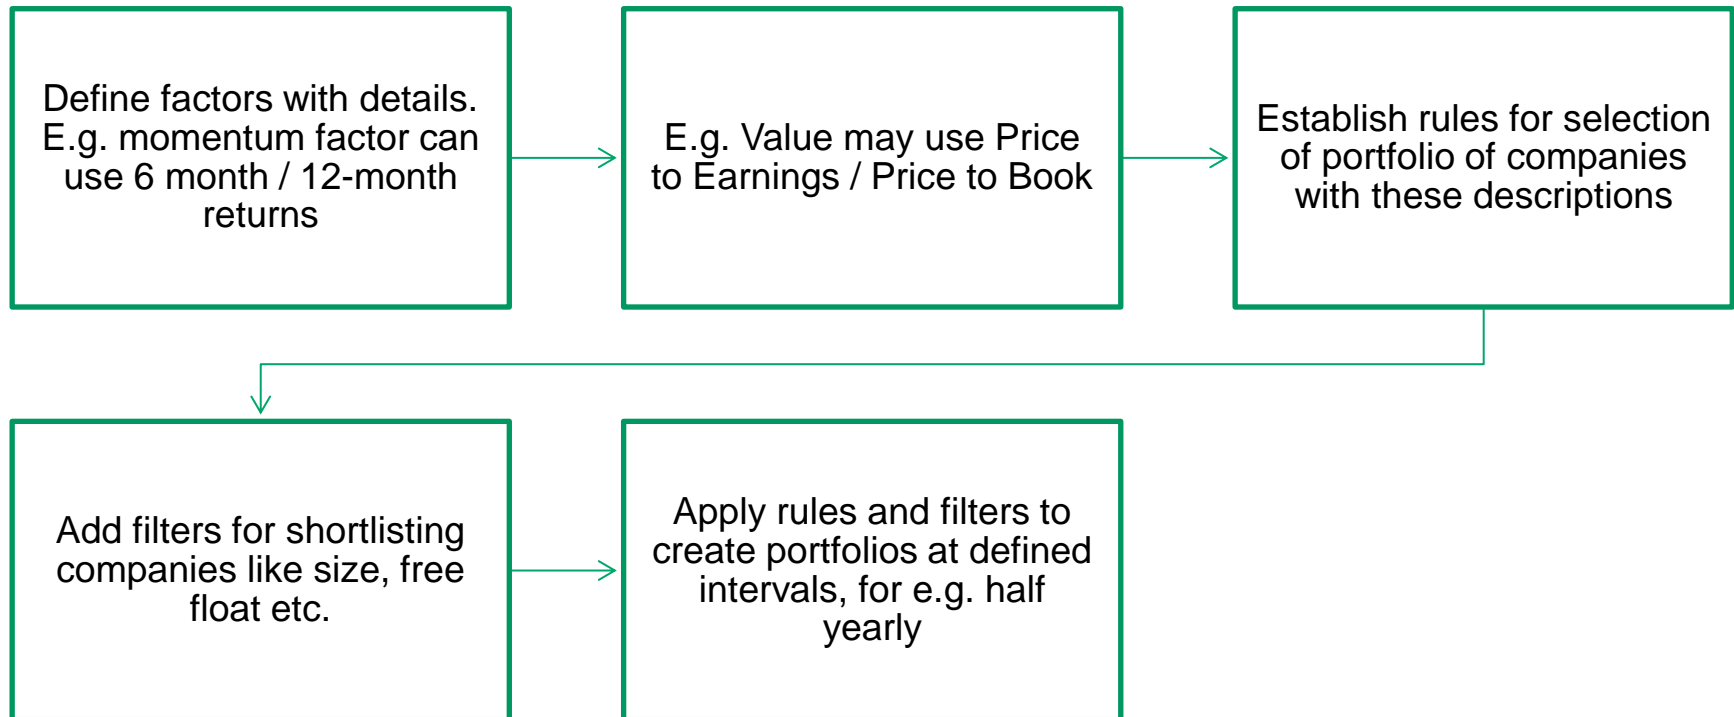 Define factors with details.
E.g. momentum factor can
use 6 month / 12-month
returns
E.g. Value may use Price
to Earnings / Price to Book
Establish rules for selection
of portfolio of companies
with these descriptions
Add filters for shortlisting
companies like size, free
float etc.
Apply rules and filters to
create portfolios at defined
intervals, for e.g. half
yearly